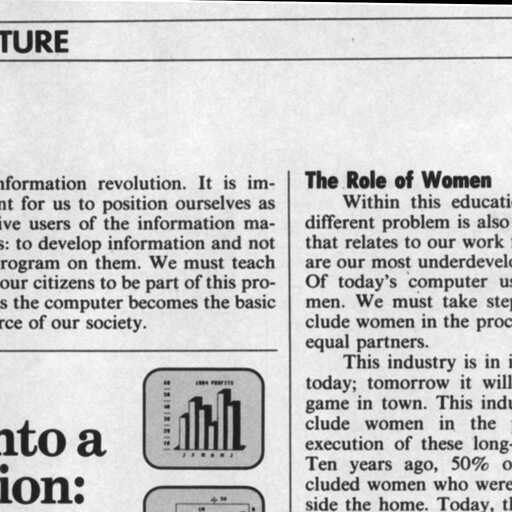 TURE
nformation revolution. It is im-
nt for us to position ourselves as
ive users of the information ma-
s: to develop information and not
rogram on them. We must teach
our citizens to be part of this pro-
s the computer becomes the basic
rce of our society.
nto a
ion:
1984 PROFITS
J F M A M J
The Role of Women
Within this educati
different problem is also
that relates to our work
are our most underdevelo
Of today's computer us
men. We must take step
clude women in the proc
equal partners.
This industry is in i
today; tomorrow it will
game in town. This indu
clude women in the
execution of these long-
Ten years ago, 50% o
cluded women who were
side the home. Today, th